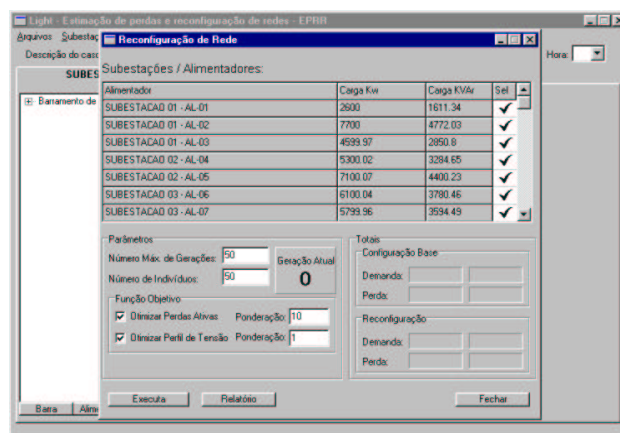 Light - Estimação de perdas e reconfiguração de redes - EPRR
Arquivos Subestaç
Descrição do caso
Hora:
SUBES
Barramento de
Reconfiguração de Rede
Subestações / Alimentadores:
Alimentador Carga Kw Carga KVAr Sel.
SUBESTACAO 01 - AL-01 2600 1611.34
SUBESTACAO 01 - AL-02 7700 4772.03
SUBESTACAO 01 - AL-03 4599.97 2850.8
SUBESTACAO 02 - AL-04 5300.02 3284.65
SUBESTACAO 02 - AL-05 7100.07 4400.23
SUBESTACAO 03 - AL-06 6100.04 3780.46
SUBESTACAO 03 - AL-07 5799.96 3594.49
Parâmetros
Número Máx. de Gerações: 50
Número de Indivíduos: 50
Geração Atual
0
Função Objetivo
Otimizar Perdas Ativas Ponderação: 10
Otimizar Perfil de Tensão Ponderação: 1
Totais
Configuração Base
Demanda:
Perda:
Reconfiguração
Demanda:
Perda:
Executa Relatório Fechar
Barra Alim